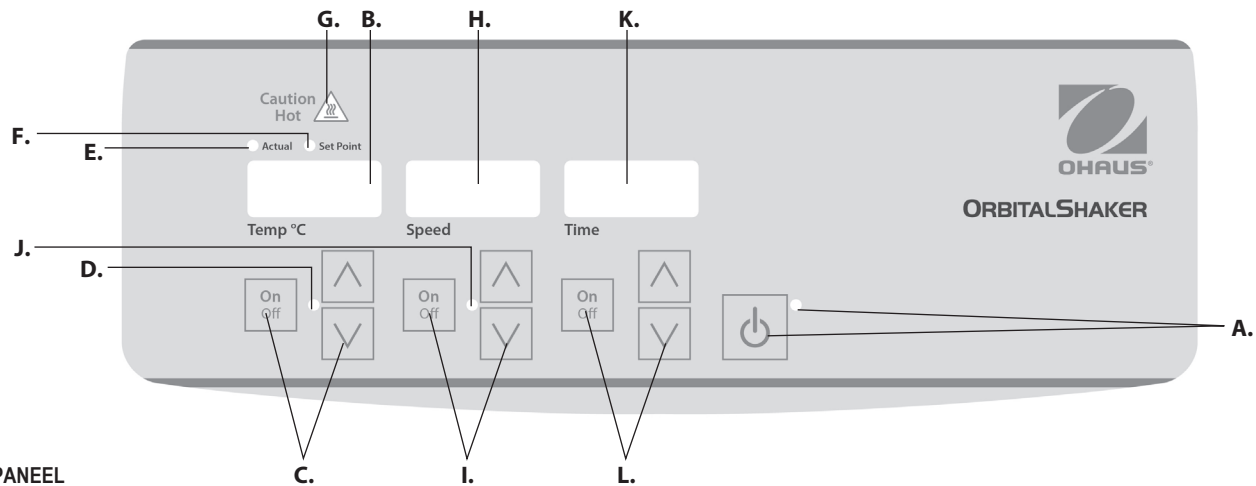 G. B. H. K.
Caution
Hot
F.
E.
Actual Set Point
OHAUS®
ORBITALSHAKER
Temp °C Speed Time
J.
D.
On
Off
On
Off
On
Off
A.
PANEEL C. I. L.